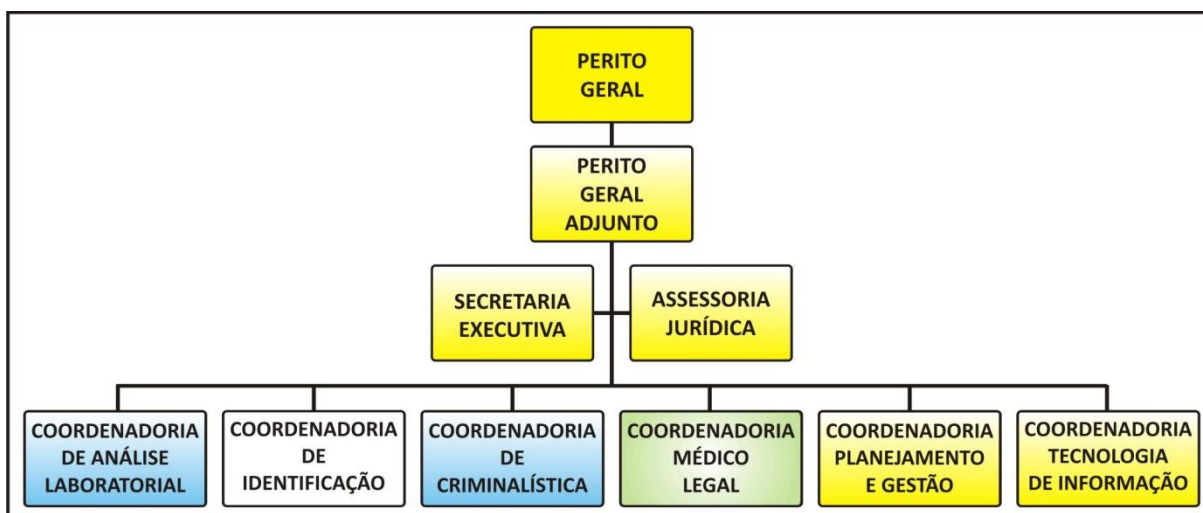 PERITO
GERAL
PERITO
GERAL
ADJUNTO
SECRETARIA
EXECUTIVA
ASSESSORIA
JURÍDICA
COORDENADORIA
DE ANÁLISE
LABORATORIAL
COORDENADORIA
DE
IDENTIFICAÇÃO
COORDENADORIA
DE
CRIMINALÍSTICA
COORDENADORIA
MÉDICO
LEGAL
COORDENADORIA
PLANEJAMENTO
E GESTÃO
COORDENADORIA
TECNOLOGIA
DE INFORMAÇÃO